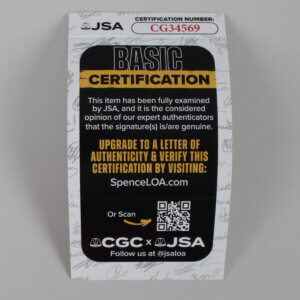 JSA CERTIFICATION NUMBER:
CG34569
BASIC
CERTIFICATION
This item has been fully examined
by JSA, and it is the considered
opinion of our expert authenticators
that the signature(s) is/are genuine.
UPGRADE TO A LETTER OF
AUTHENTICITY & VERIFY THIS
CERTIFICATION BY VISITING:
SpenceLOA.com
Or Scan
CGC × JSA
Follow us at @jsaloa